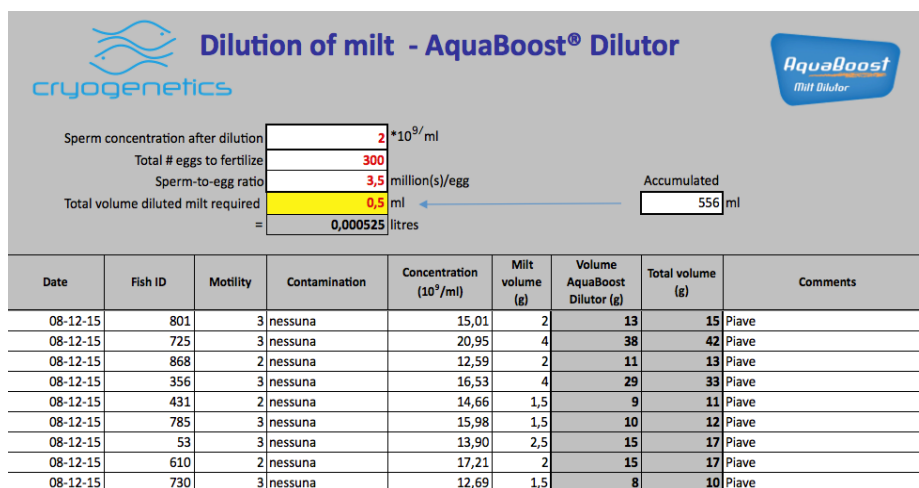 Dilution of milt - AquaBoost® Dilutor
cryogenetics
AquaBoost
Milt Dilutor
Sperm concentration after dilution 2 *10^9/ml
Total # eggs to fertilize 300
Sperm-to-egg ratio 3,5 million(s)/egg
Accumulated
Total volume diluted milt required 0,5 ml 556 ml
= 0,000525 litres
Date Fish ID Motility Contamination Concentration (10^9/ml) Milt volume (g) Volume AquaBoost Dilutor (g) Total volume (g) Comments
08-12-15 801 3 nessuna 15,01 2 13 15 Piave
08-12-15 725 3 nessuna 20,95 4 38 42 Piave
08-12-15 868 2 nessuna 12,59 2 11 13 Piave
08-12-15 356 3 nessuna 16,53 4 29 33 Piave
08-12-15 431 2 nessuna 14,66 1,5 9 11 Piave
08-12-15 785 3 nessuna 15,98 1,5 10 12 Piave
08-12-15 53 3 nessuna 13,90 2,5 15 17 Piave
08-12-15 610 2 nessuna 17,21 2 15 17 Piave
08-12-15 730 3 nessuna 12,69 1,5 8 10 Piave